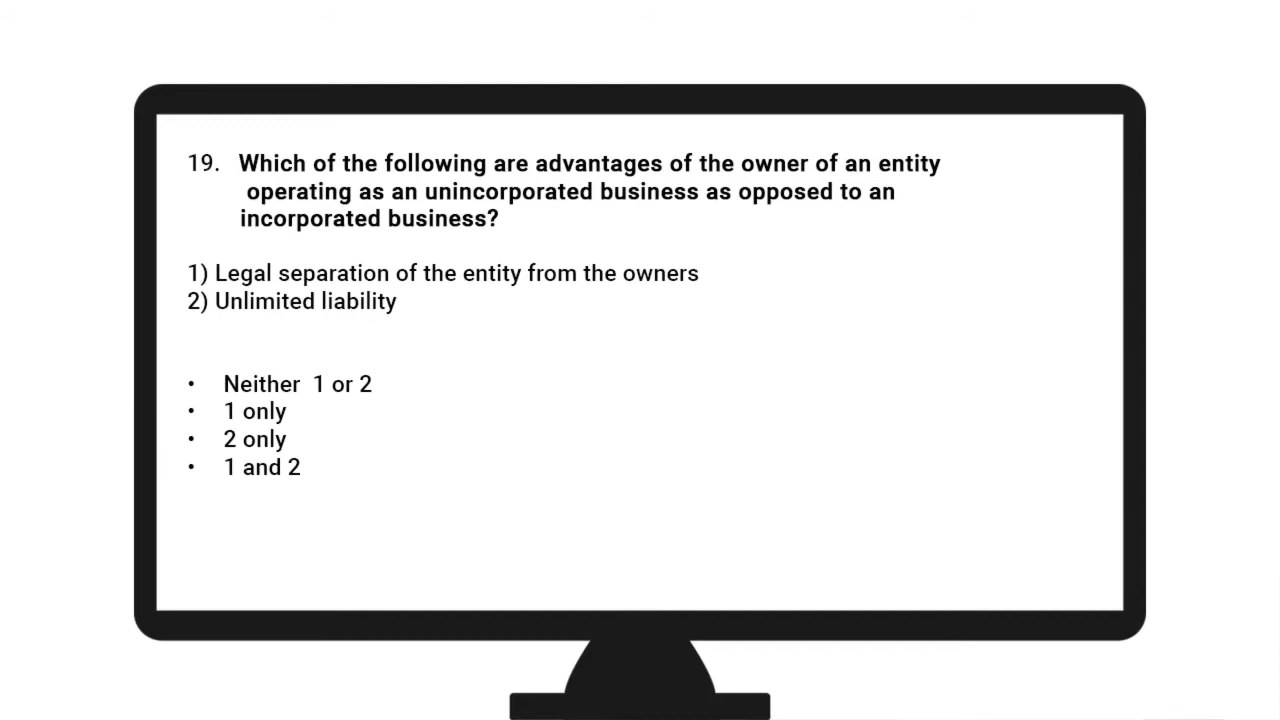 19. Which of the following are advantages of the owner of an entity
operating as an unincorporated business as opposed to an
incorporated business?
1) Legal separation of the entity from the owners
2) Unlimited liability
• Neither 1 or 2
• 1 only
• 2 only
• 1 and 2